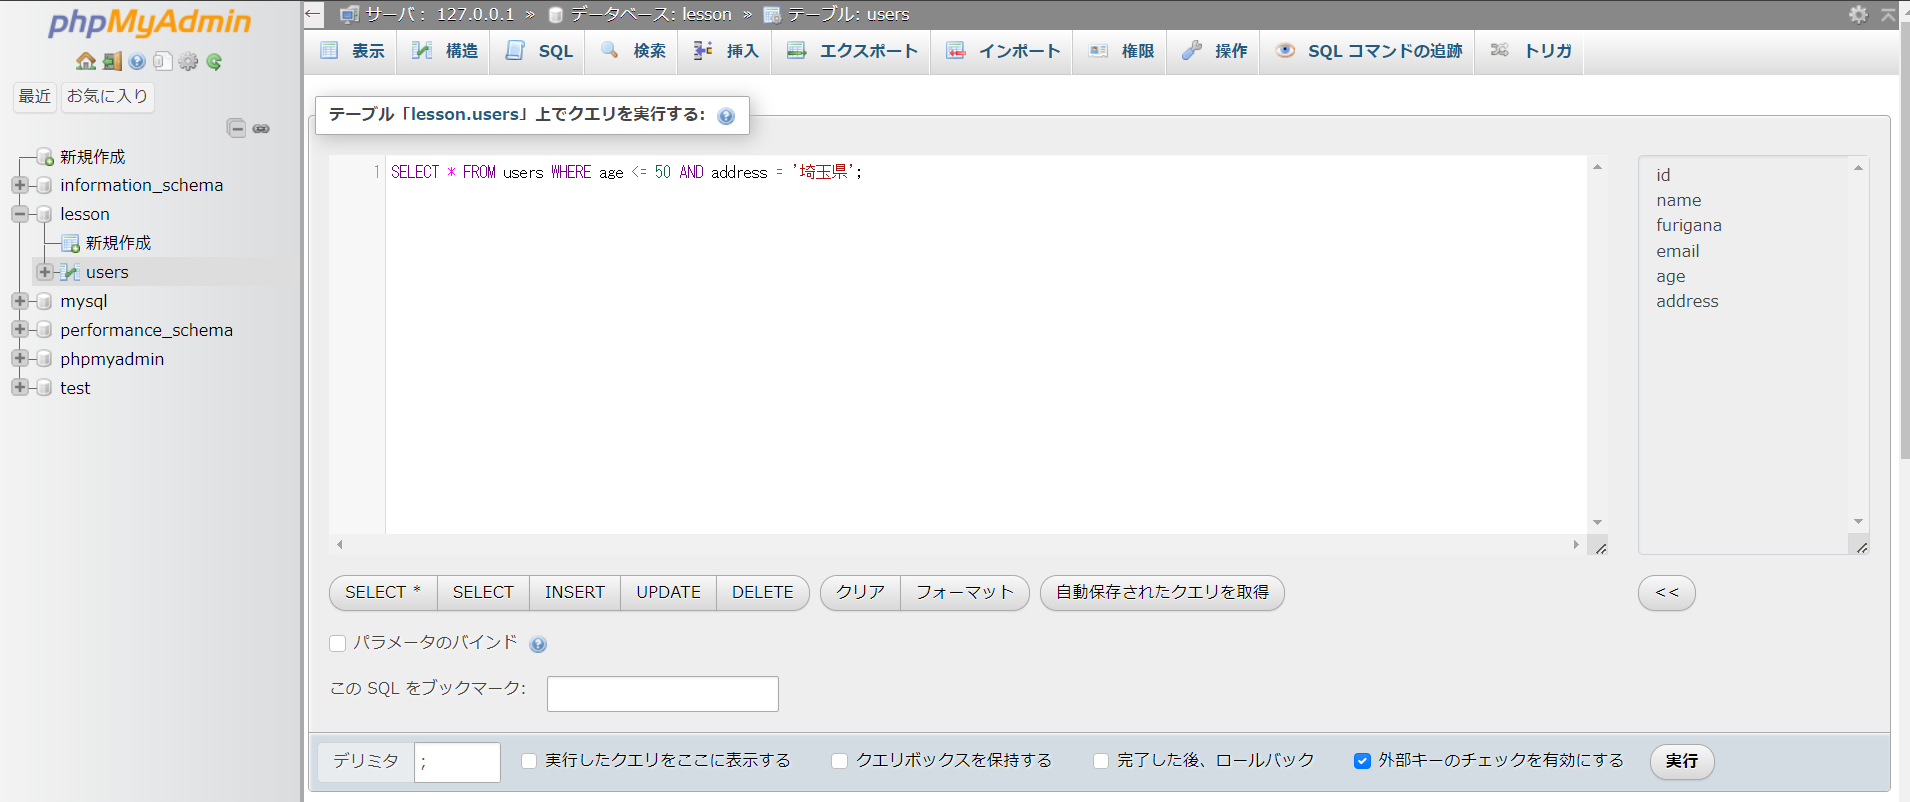 phpMyAdmin
最近 お気に入り
新規作成
information_schema
lesson
新規作成
users
mysql
performance_schema
phpmyadmin
test
← サーバ： 127.0.0.1 » データベース: lesson » テーブル: users
表示 構造 SQL 検索 挿入 エクスポート インポート 権限 操作 SQL コマンドの追跡 トリガ
テーブル「lesson.users」上でクエリを実行する:
1 SELECT * FROM users WHERE age <= 50 AND address = '埼玉県';
id
name
furigana
email
age
address
SELECT * SELECT INSERT UPDATE DELETE クリア フォーマット 自動保存されたクエリを取得 <<
パラメータのバインド
この SQL をブックマーク:
デリミタ ; 実行したクエリをここに表示する クエリボックスを保持する 完了した後、ロールバック 外部キーのチェックを有効にする 実行